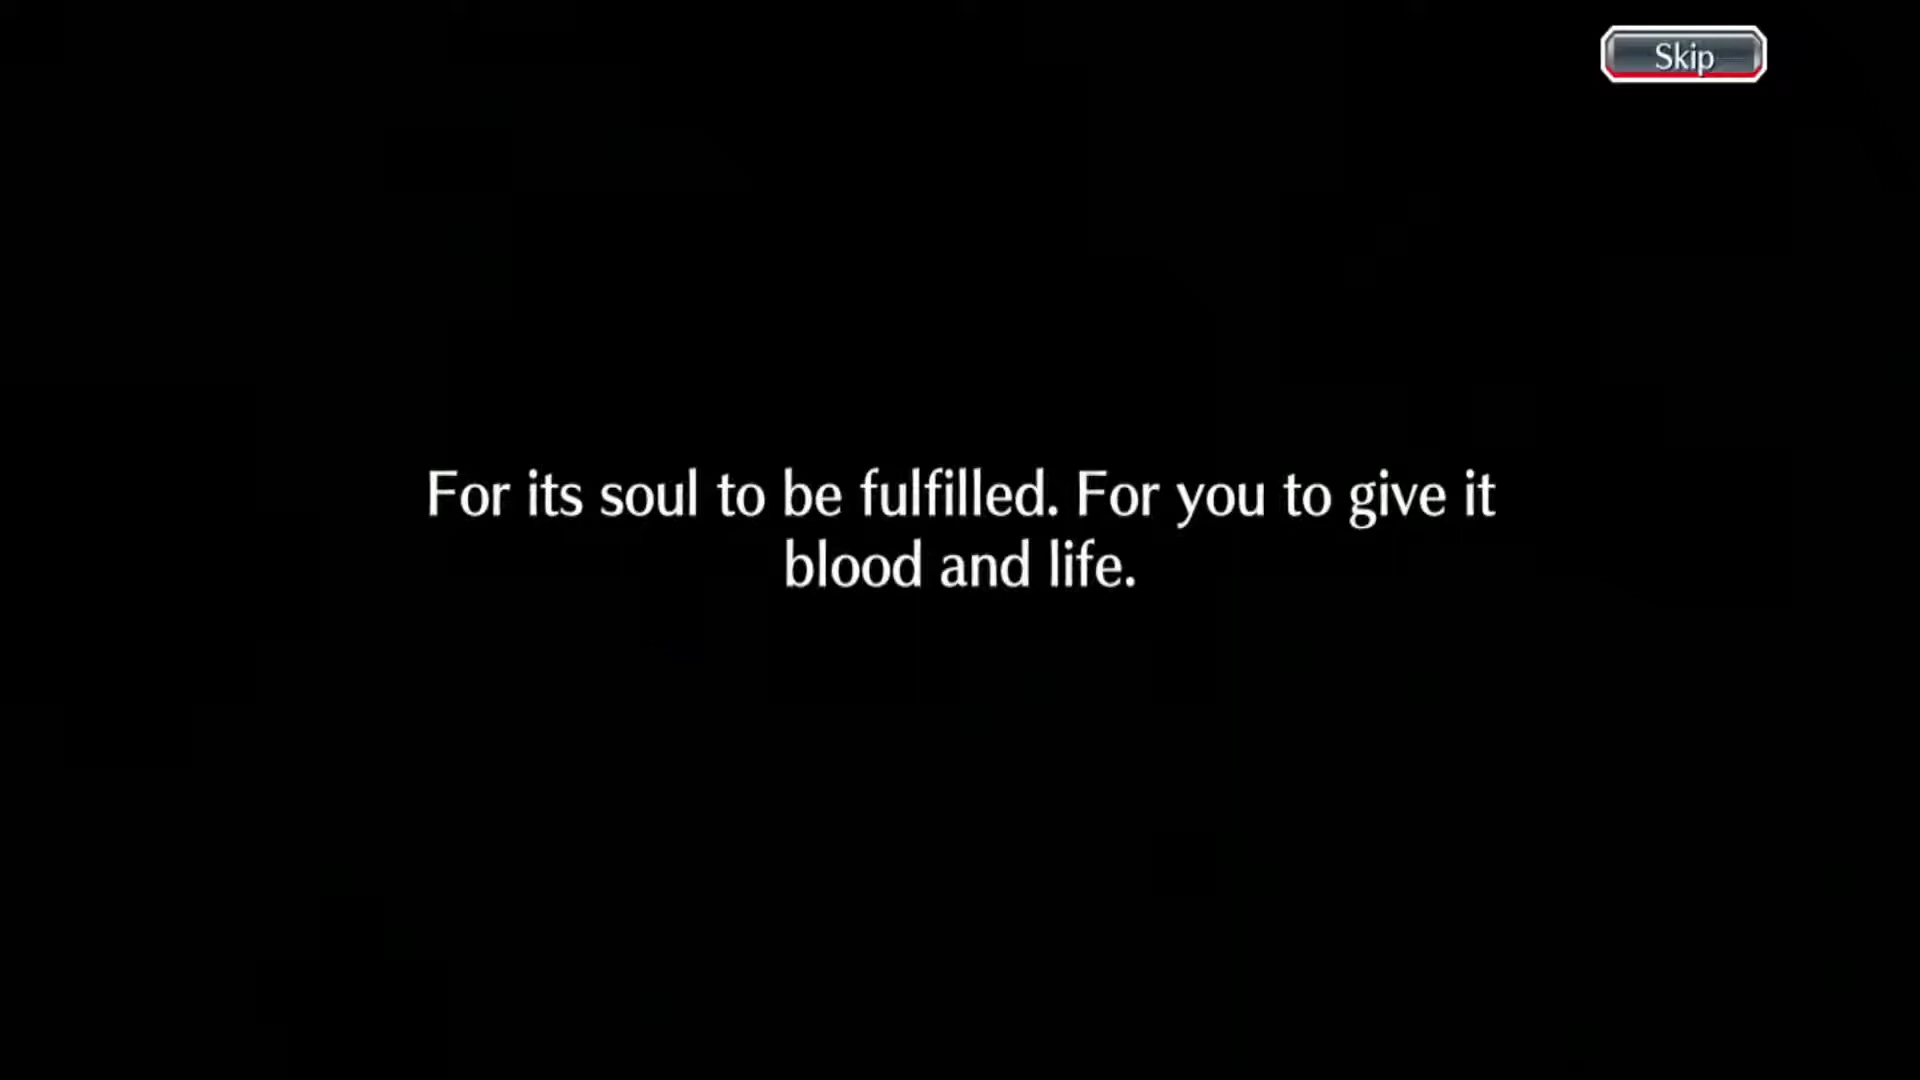 Skip
For its soul to be fulfilled. For you to give it
blood and life.